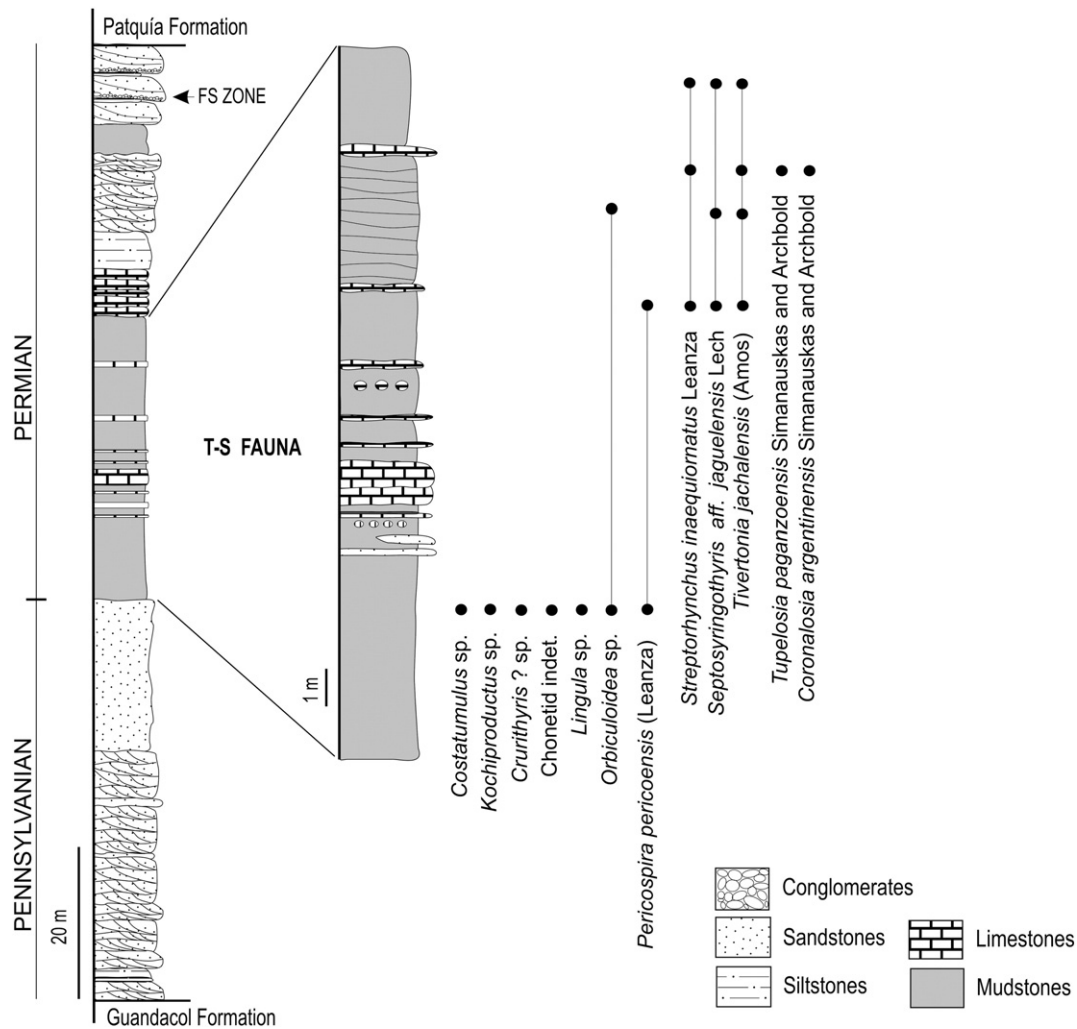 Patquía Formation
FS ZONE
PERMIAN
T-S FAUNA
1 m
PENNSYLVANIAN
20 m
Guandacol Formation
Costatumulus sp.
Kochiproductus sp.
Crurithyris ? sp.
Chonetid indet.
Lingula sp.
Orbiculoidea sp.
Pericospira pericoensis (Leanza)
Streptorhynchus inaequiornatus Leanza
Septosyringothyris aff. jaguelensis Lech
Tivertonia jachalensis (Amos)
Tupelosia paganzoensis Simanauskas and Archbold
Coronalosia argentinensis Simanauskas and Archbold
Conglomerates
Sandstones
Siltstones
Limestones
Mudstones